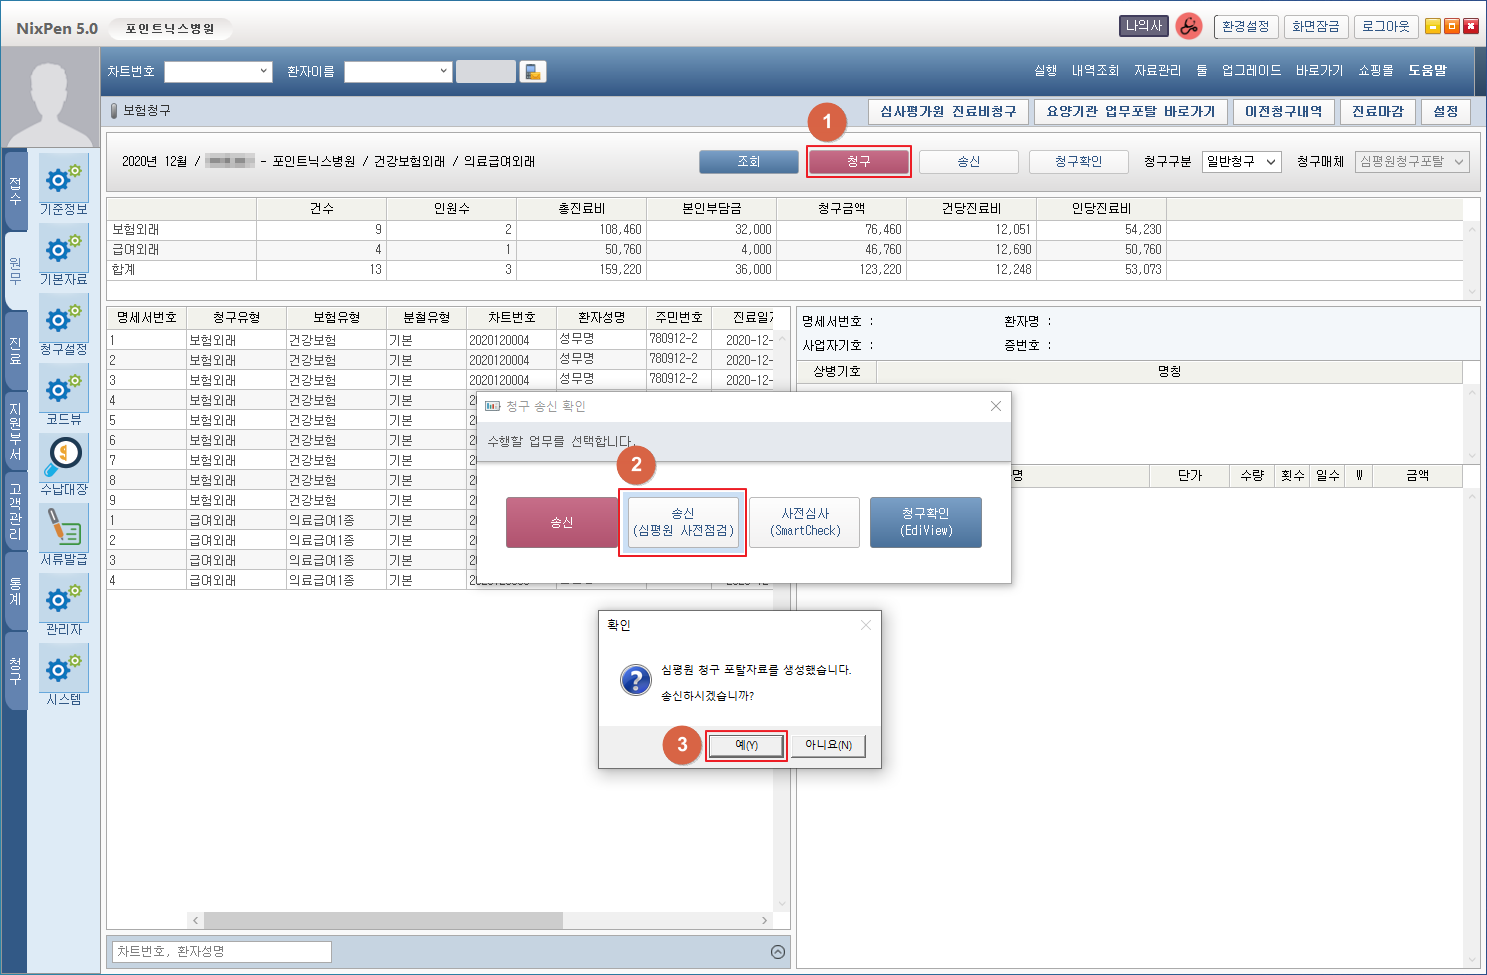 NixPen 5.0 포인트닉스병원 나의사 환경설정 화면잠금 로그아웃
차트번호 환자이름 실행 내역조회 자료관리 툴 업그레이드 바로가기 쇼핑몰 도움말
보험청구 심사평가원 진료비청구 요양기관 업무포탈 바로가기 이전청구내역 진료마감 설정
1
2020년 12월 / - 포인트닉스병원 / 건강보험외래 / 의료급여외래 조회 청구 송신 청구확인 청구구분 일반청구 청구매체 심평원청구포탈
접수
원무
진료
지원부서
고객관리
통계
청구
기준정보
기본자료
청구설정
코드뷰
수납대장
서류발급
관리자
시스템
건수 인원수 총진료비 본인부담금 청구금액 건당진료비 인당진료비
보험외래 9 2 108,460 32,000 76,460 12,051 54,230
급여외래 4 1 50,760 4,000 46,760 12,690 50,760
합계 13 3 159,220 36,000 123,220 12,248 53,073
명세서번호 청구유형 보험유형 분혈유형 차트번호 환자성명 주민번호 진료일자
1 보험외래 건강보험 기본 2020120004 성무명 780912-2 2020-12-
2 보험외래 건강보험 기본 2020120004 성무명 780912-2 2020-12-
3 보험외래 건강보험 기본 2020120004 성무명 780912-2 2020-12-
4 보험외래 건강보험 기본
5 보험외래 건강보험 기본
6 보험외래 건강보험 기본
7 보험외래 건강보험 기본
8 보험외래 건강보험 기본
9 보험외래 건강보험 기본
1 급여외래 의료급여1종 기본
2 급여외래 의료급여1종 기본
3 급여외래 의료급여1종 기본
4 급여외래 의료급여1종 기본
차트번호, 환자성명
명세서번호 : 환자명 :
사업자기호 : 증번호 :
상병기호 명칭
명 단가 수량 횟수 일수 W 금액
청구 송신 확인
수행할 업무를 선택합니다.
2
송신
송신
(심평원 사전점검)
사전심사
(SmartCheck)
청구확인
(EdiView)
확인
심평원 청구 포탈자료를 생성했습니다.
송신하시겠습니까?
3
예(Y) 아니요(N)